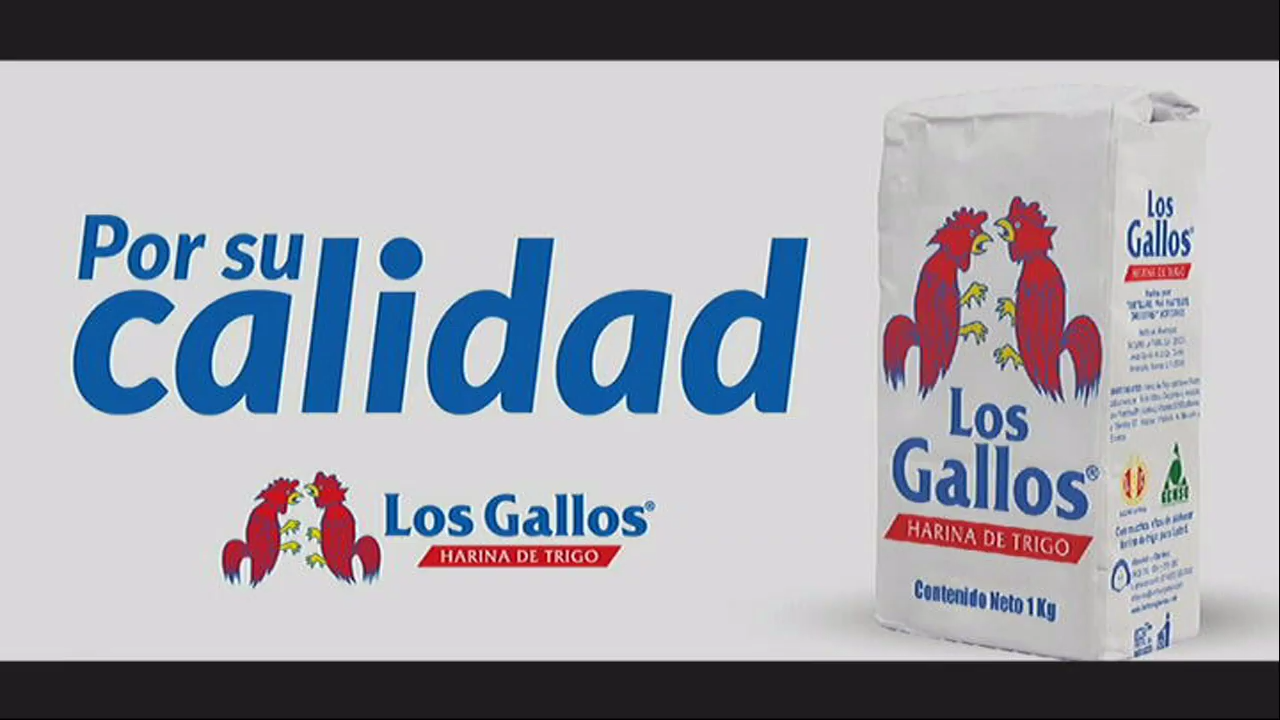 Por su
calidad
Los Gallos®
HARINA DE TRIGO
Los
Gallos®
HARINA DE TRIGO
Contenido Neto 1 Kg
Los
Gallos®
HARINA DE TRIGO